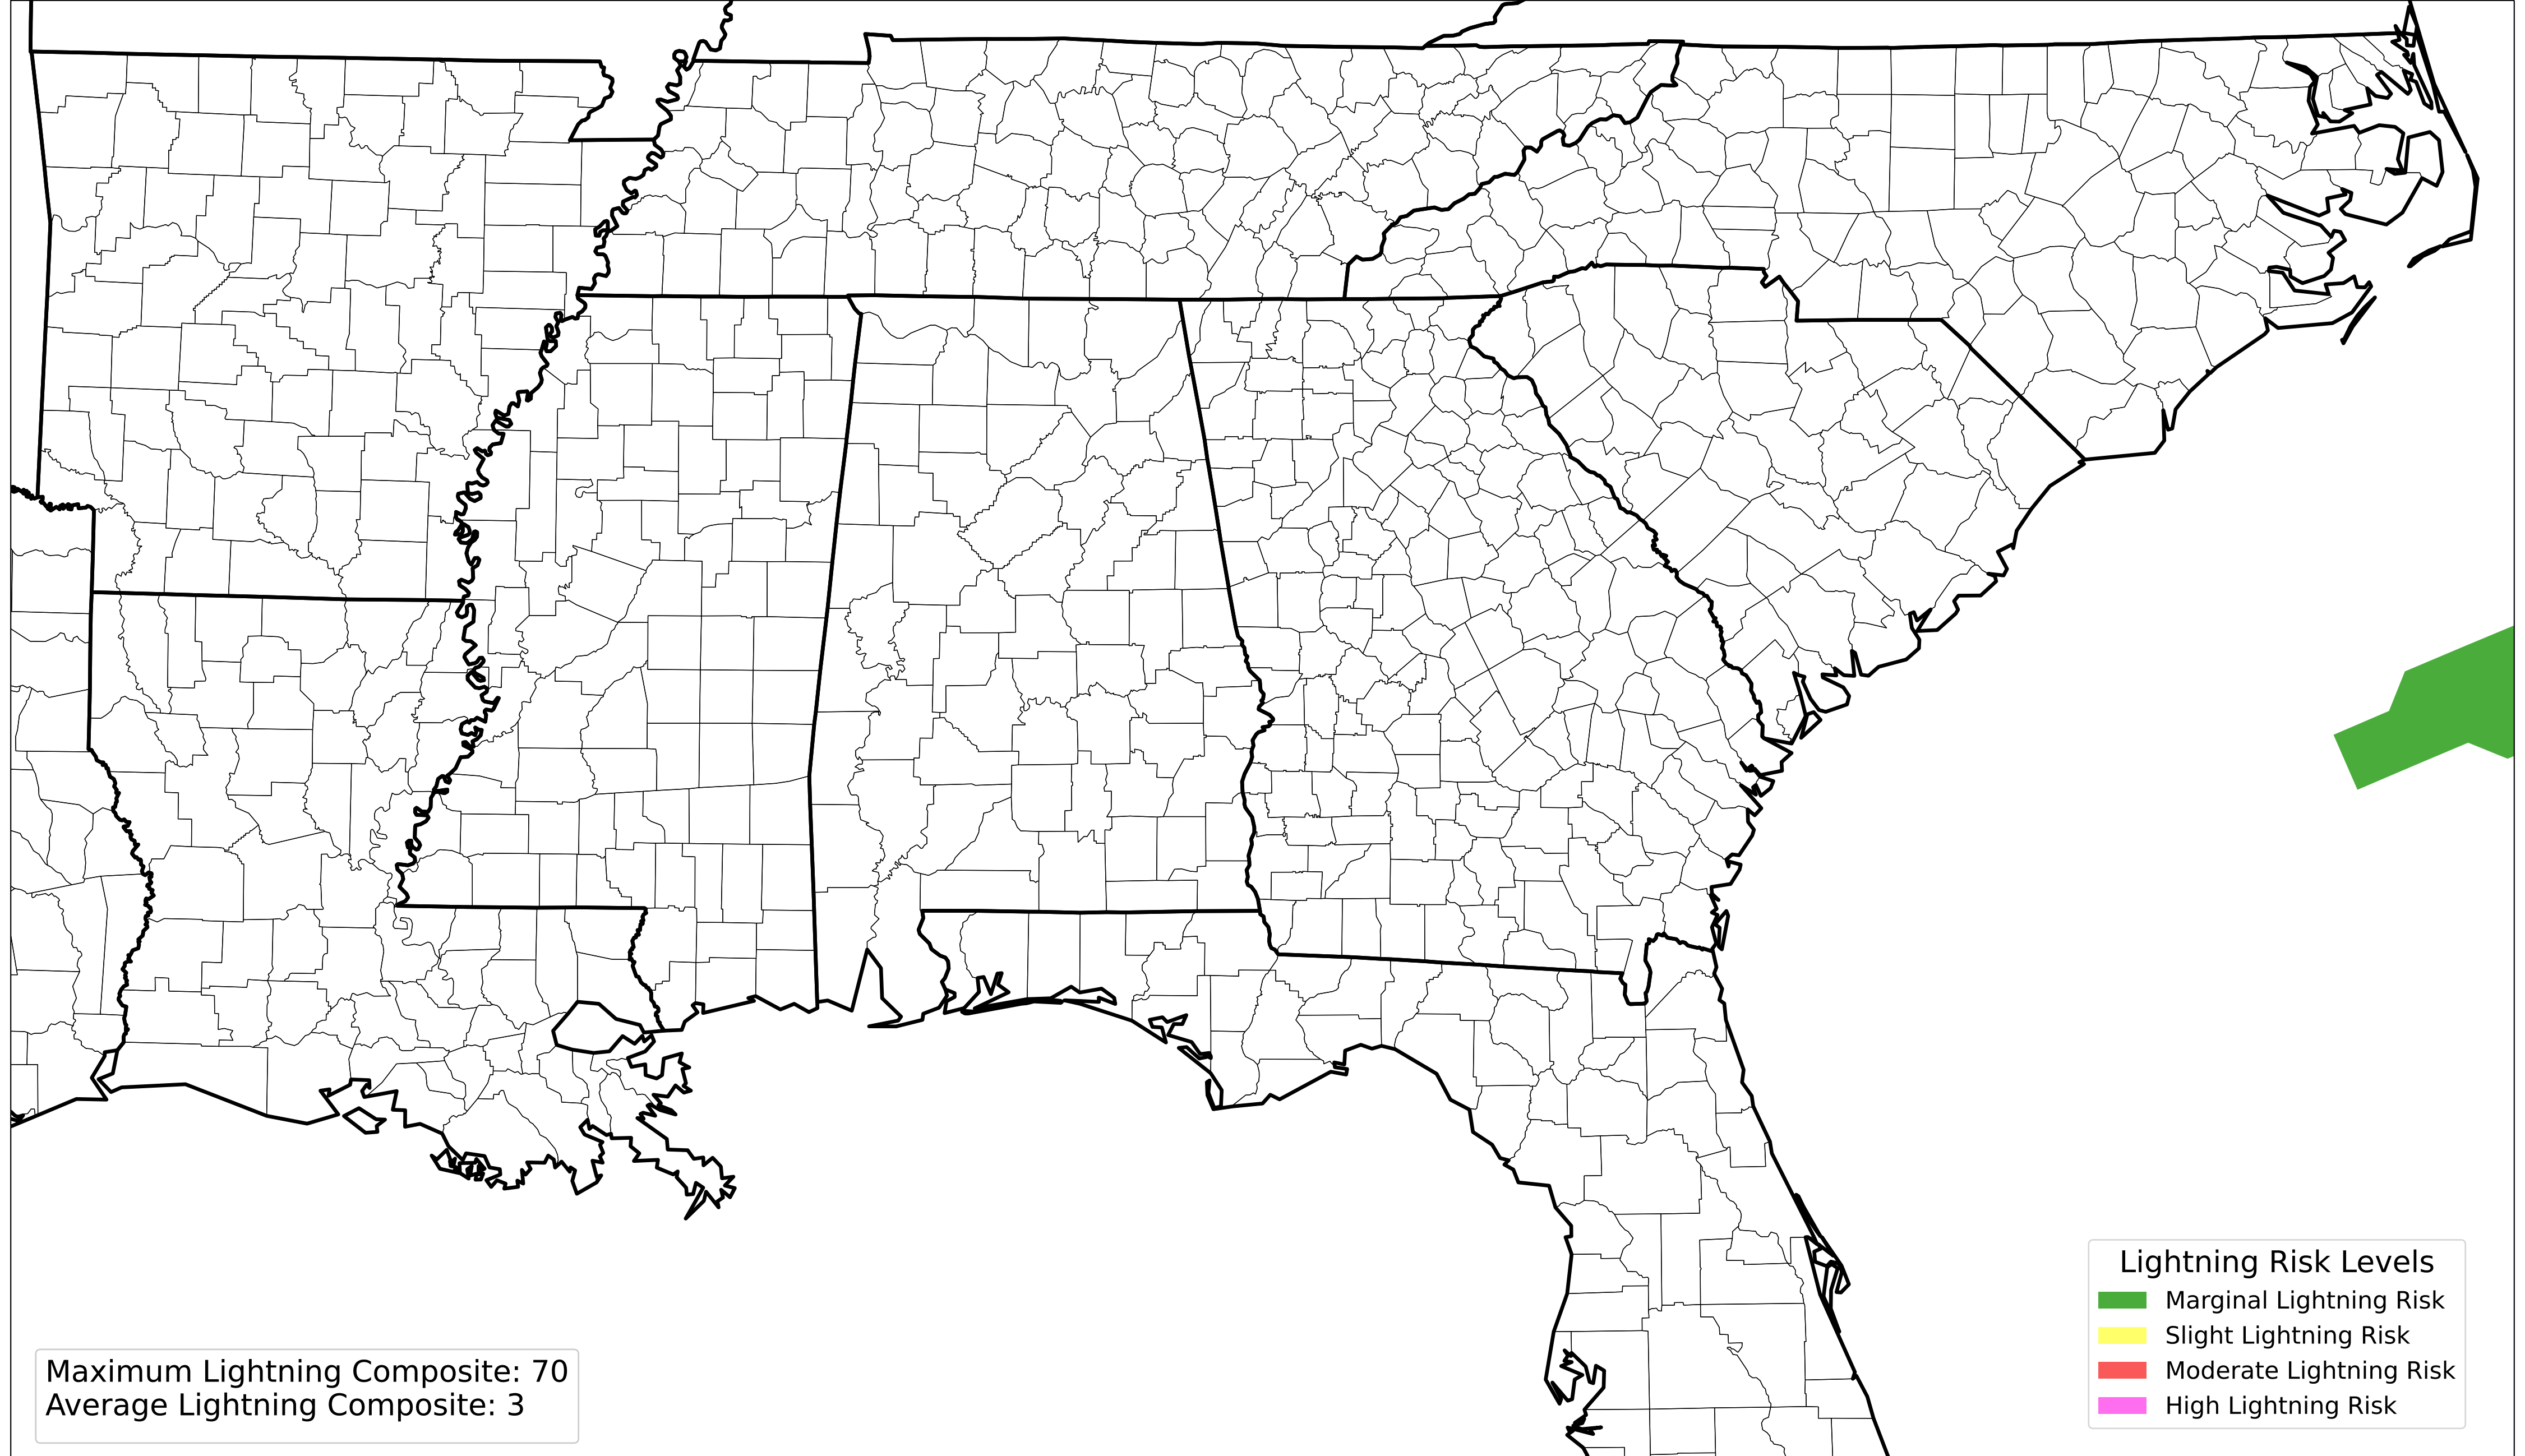 Lightning Risk Levels
Marginal Lightning Risk
Slight Lightning Risk
Moderate Lightning Risk
High Lightning Risk
Maximum Lightning Composite: 70
Average Lightning Composite: 3